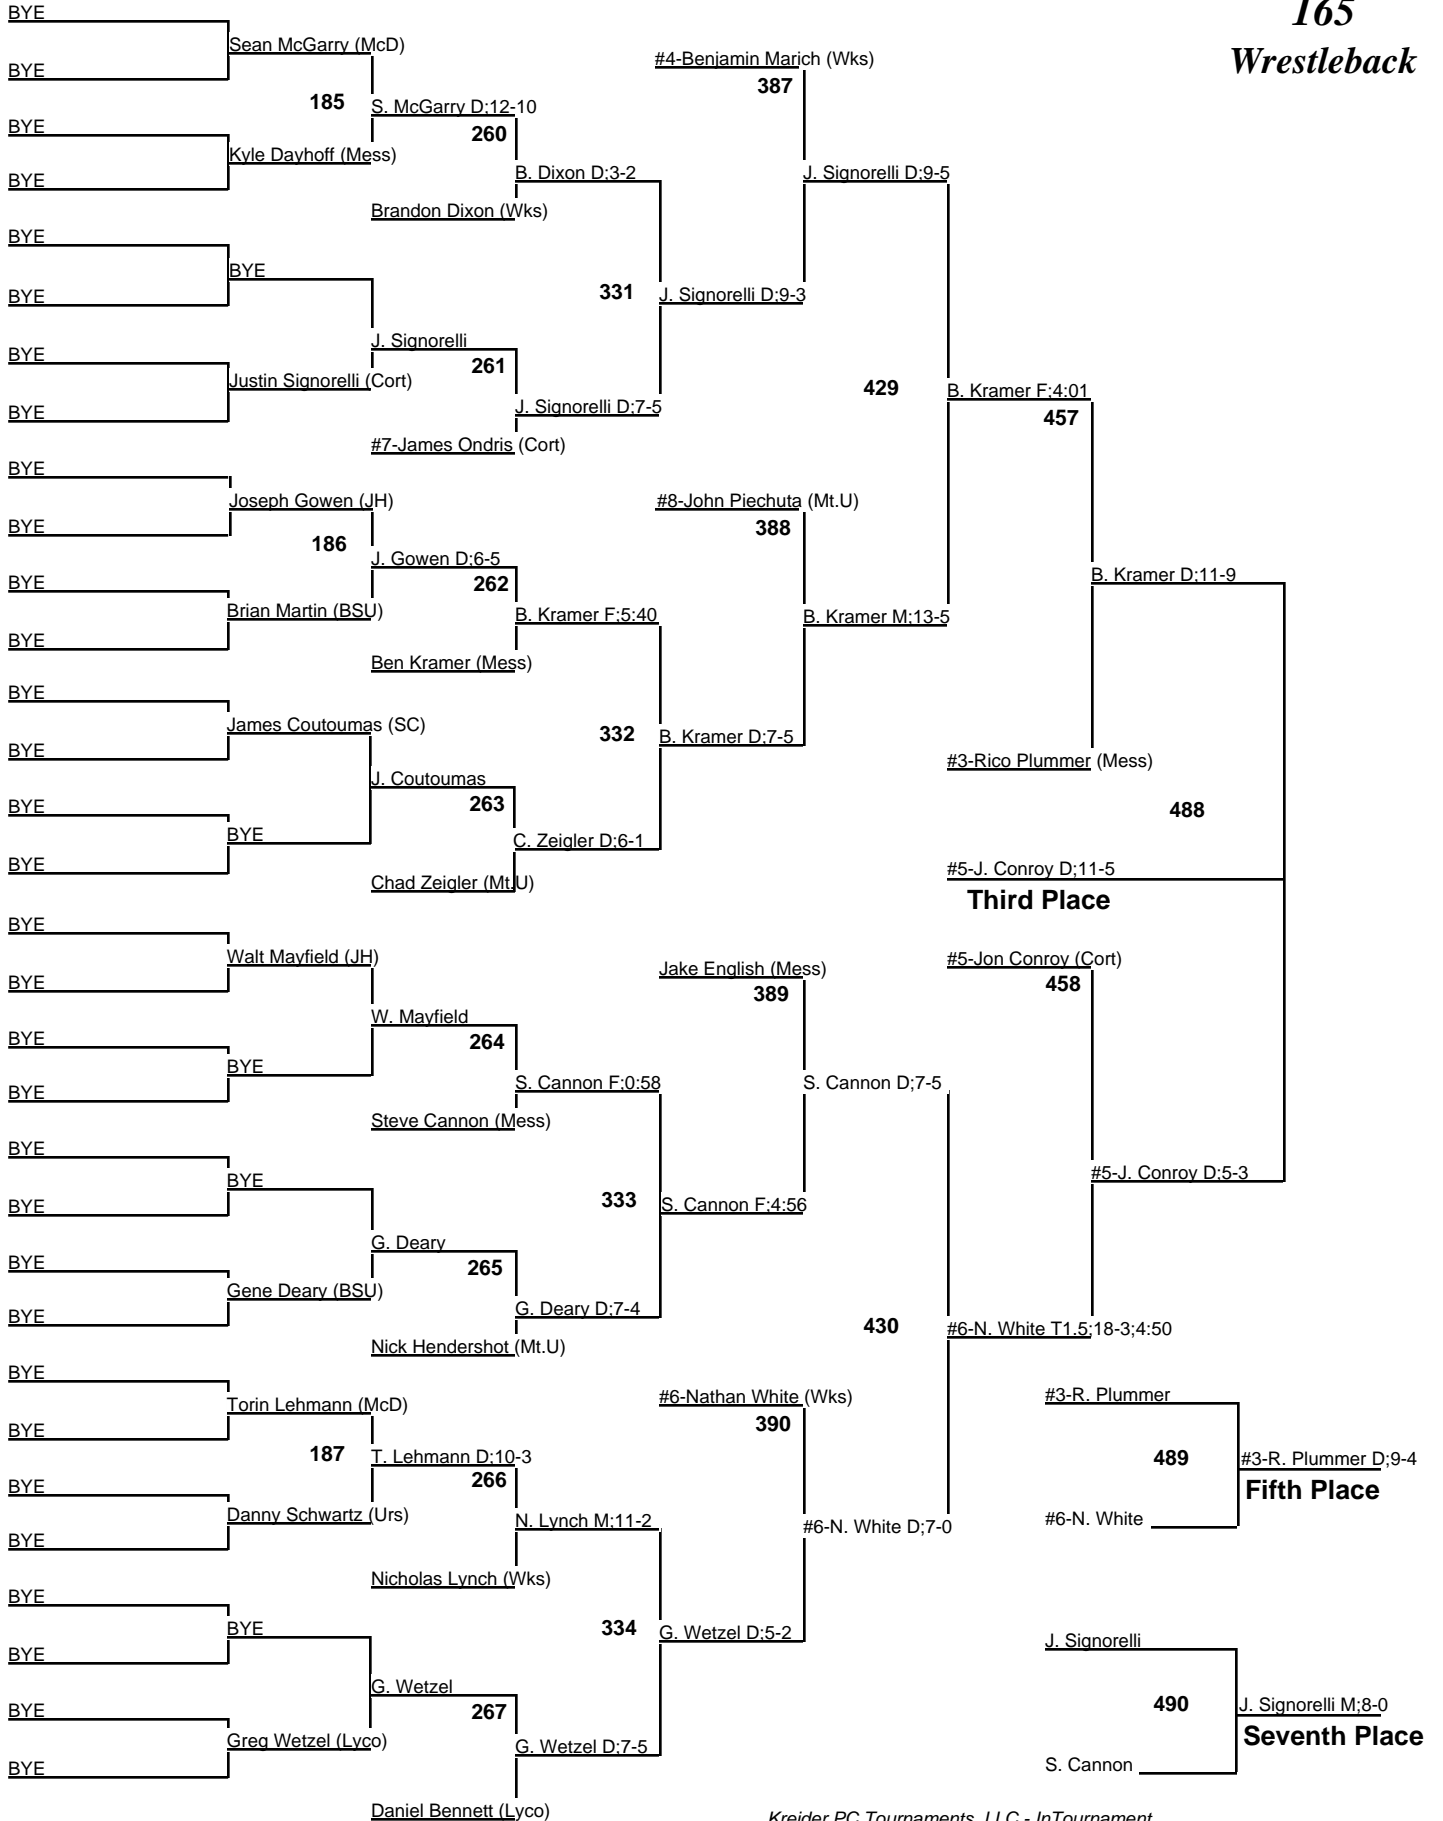 165
Wrestleback
BYE
Sean McGarry (McD)
BYE
185
S. McGarry D;12-10
BYE
260
Kyle Dayhoff (Mess)
BYE
B. Dixon D;3-2
Brandon Dixon (Wks)
BYE
BYE
BYE
331
J. Signorelli D;9-3
J. Signorelli
BYE
261
Justin Signorelli (Cort)
BYE
J. Signorelli D;7-5
#7-James Ondris (Cort)
#4-Benjamin Marich (Wks)
387
J. Signorelli D;9-5
429
B. Kramer F;4:01
457
BYE
Joseph Gowen (JH)
BYE
186
J. Gowen D;6-5
BYE
262
Brian Martin (BSU)
BYE
B. Kramer F;5:40
Ben Kramer (Mess)
#8-John Piechuta (Mt.U)
388
B. Kramer M;13-5
B. Kramer D;11-9
BYE
James Coutoumas (SC)
BYE
332
B. Kramer D;7-5
J. Coutoumas
BYE
263
BYE
BYE
C. Zeigler D;6-1
Chad Zeigler (Mt.U)
#3-Rico Plummer (Mess)
488
#5-J. Conroy D;11-5
Third Place
BYE
Walt Mayfield (JH)
BYE
W. Mayfield
BYE
264
BYE
BYE
S. Cannon F;0:58
Steve Cannon (Mess)
Jake English (Mess)
389
S. Cannon D;7-5
#5-Jon Conroy (Cort)
458
#5-J. Conroy D;5-3
BYE
BYE
BYE
333
S. Cannon F;4:56
G. Deary
BYE
265
Gene Deary (BSU)
BYE
G. Deary D;7-4
Nick Hendershot (Mt.U)
430
#6-N. White T1.5;18-3;4:50
BYE
Torin Lehmann (McD)
BYE
187
T. Lehmann D;10-3
BYE
266
Danny Schwartz (Urs)
BYE
N. Lynch M;11-2
Nicholas Lynch (Wks)
#6-Nathan White (Wks)
390
#6-N. White D;7-0
#3-R. Plummer
489
#3-R. Plummer D;9-4
Fifth Place
#6-N. White
BYE
BYE
BYE
334
G. Wetzel D;5-2
G. Wetzel
BYE
267
Greg Wetzel (Lyco)
BYE
G. Wetzel D;7-5
Daniel Bennett (Lyco)
J. Signorelli
490
J. Signorelli M;8-0
Seventh Place
S. Cannon
Kreider PC Tournaments, LLC - InTournament